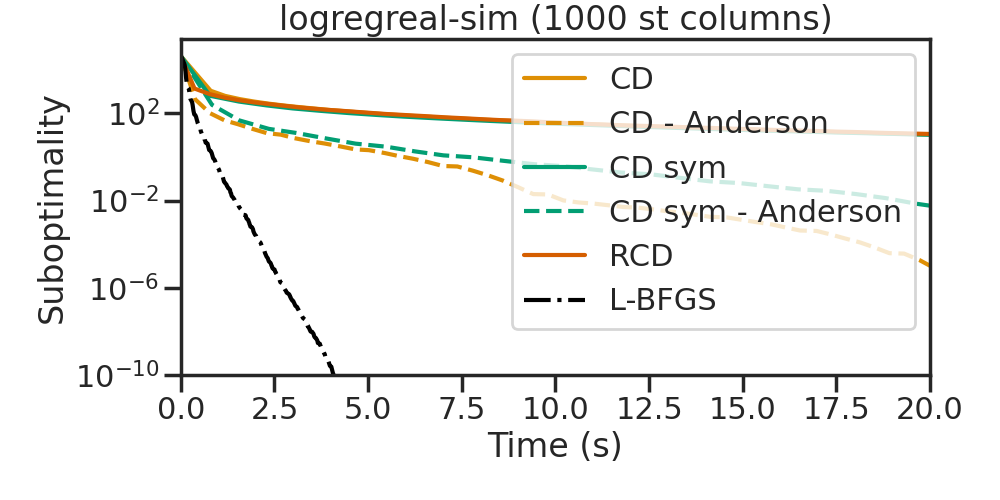 logregreal-sim (1000 st columns)
Suboptimality
10²
10⁻²
10⁻⁶
10⁻¹⁰
CD
CD - Anderson
CD sym
CD sym - Anderson
RCD
L-BFGS
0.0 2.5 5.0 7.5 10.0 12.5 15.0 17.5 20.0
Time (s)